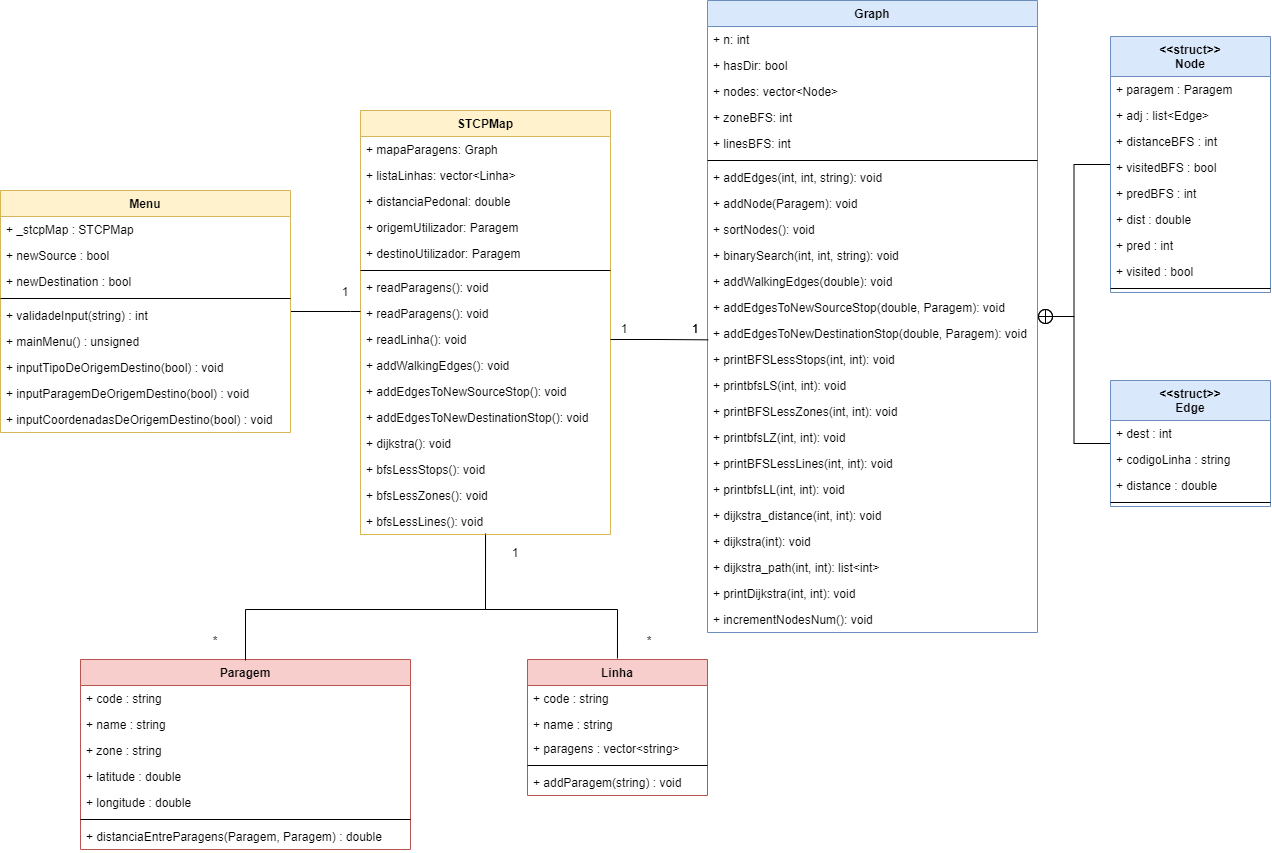 Menu
+ _stcpMap : STCPMap
+ newSource : bool
+ newDestination : bool
+ validadeInput(string) : int
+ mainMenu() : unsigned
+ inputTipoDeOrigemDestino(bool) : void
+ inputParagemDeOrigemDestino(bool) : void
+ inputCoordenadasDeOrigemDestino(bool) : void
1
STCPMap
+ mapaParagens: Graph
+ listaLinhas: vector<Linha>
+ distanciaPedonal: double
+ origemUtilizador: Paragem
+ destinoUtilizador: Paragem
+ readParagens(): void
+ readParagens(): void
+ readLinha(): void
+ addWalkingEdges(): void
+ addEdgesToNewSourceStop(): void
+ addEdgesToNewDestinationStop(): void
+ dijkstra(): void
+ bfsLessStops(): void
+ bfsLessZones(): void
+ bfsLessLines(): void
1
1
Graph
+ n: int
+ hasDir: bool
+ nodes: vector<Node>
+ zoneBFS: int
+ linesBFS: int
+ addEdges(int, int, string): void
+ addNode(Paragem): void
+ sortNodes(): void
+ binarySearch(int, int, string): void
+ addWalkingEdges(double): void
+ addEdgesToNewSourceStop(double, Paragem): void
+ addEdgesToNewDestinationStop(double, Paragem): void
+ printBFSLessStops(int, int): void
+ printbfsLS(int, int): void
+ printBFSLessZones(int, int): void
+ printbfsLZ(int, int): void
+ printBFSLessLines(int, int): void
+ printbfsLL(int, int): void
+ dijkstra_distance(int, int): void
+ dijkstra(int): void
+ dijkstra_path(int, int): list<int>
+ printDijkstra(int, int): void
+ incrementNodesNum(): void
<<struct>>
Node
+ paragem : Paragem
+ adj : list<Edge>
+ distanceBFS : int
+ visitedBFS : bool
+ predBFS : int
+ dist : double
+ pred : int
+ visited : bool
<<struct>>
Edge
+ dest : int
+ codigoLinha : string
+ distance : double
1
*
*
Paragem
+ code : string
+ name : string
+ zone : string
+ latitude : double
+ longitude : double
+ distanciaEntreParagens(Paragem, Paragem) : double
Linha
+ code : string
+ name : string
+ paragens : vector<string>
+ addParagem(string) : void